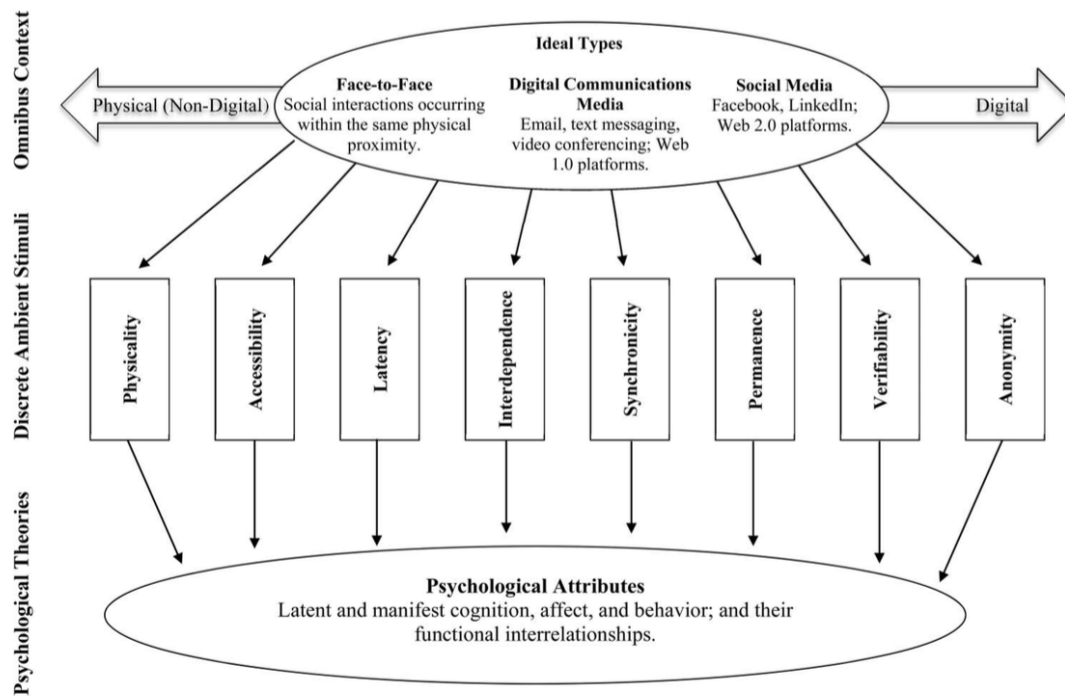 Omnibus Context
Ideal Types
Physical (Non-Digital)
Face-to-Face
Social interactions occurring
within the same physical
proximity.
Digital Communications
Media
Email, text messaging,
video conferencing; Web
1.0 platforms.
Social Media
Facebook, LinkedIn;
Web 2.0 platforms.
Digital
Discrete Ambient Stimuli
Physicality
Accessibility
Latency
Interdependence
Synchronicity
Permanence
Verifiability
Anonymity
Psychological Theories
Psychological Attributes
Latent and manifest cognition, affect, and behavior; and their
functional interrelationships.